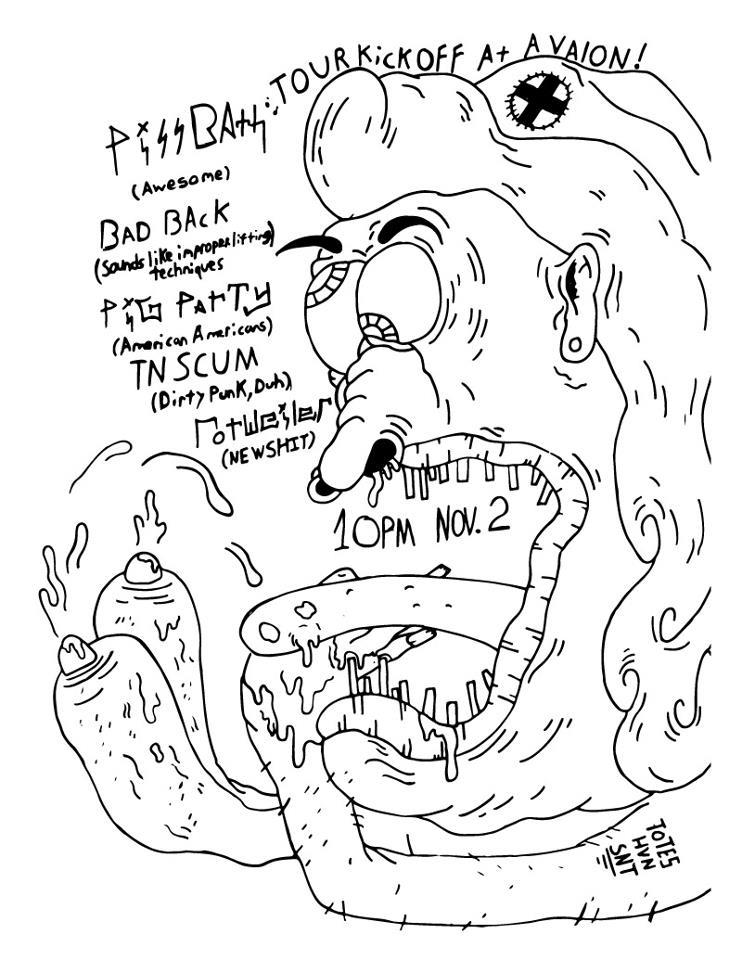 TOUR KiCKOFF At AVAlON!
PissBAth:
(Awesome)
BAD BACK
(Sounds like improper lifting
techniques)
PiG PArTY
(American Americans)
TN SCUM
(Dirty PunK, Duh)
rotweiler
(NEWSHIT)
10PM NOV. 2
ToTES
HVN
SNT